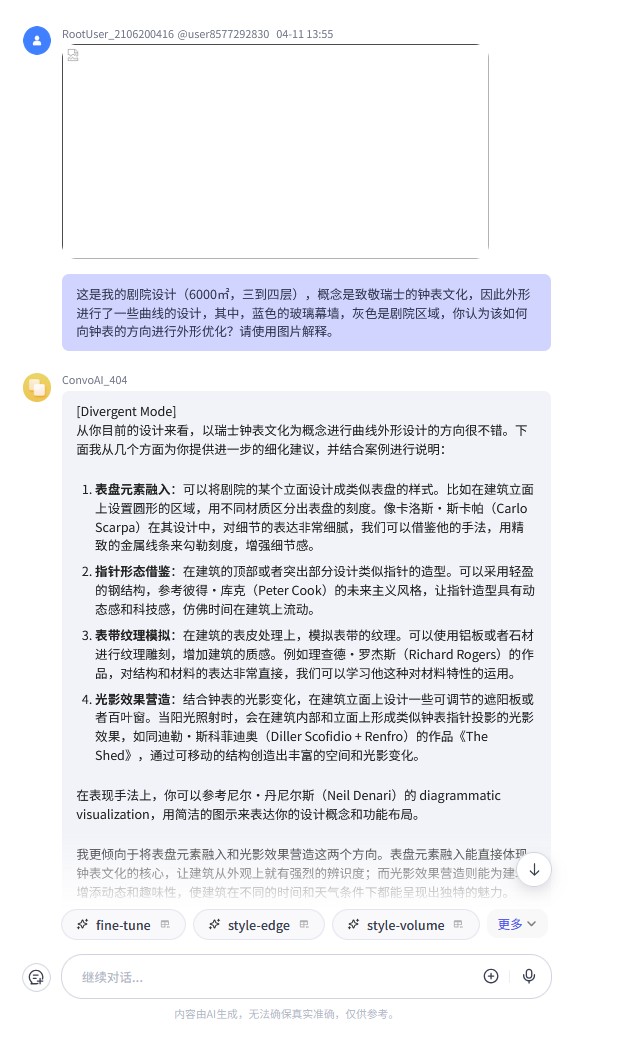 RootUser_2106200416 @user8577292830 04-11 13:55
这是我的剧院设计（6000㎡，三到四层），概念是致敬瑞士的钟表文化，因此外形
进行了一些曲线的设计，其中，蓝色的玻璃幕墙，灰色是剧院区域，你认为该如何
向钟表的方向进行外形优化？请使用图片解释。
ConvoAI_404
[Divergent Mode]
从你目前的设计来看，以瑞士钟表文化为概念进行曲线外形设计的方向很不错。下
面我从几个方面为你提供进一步的细化建议，并结合案例进行说明：
1. 表盘元素融入：可以将剧院的某个立面设计成类似表盘的样式。比如在建筑立面
上设置圆形的区域，用不同材质区分出表盘的刻度。像卡洛斯·斯卡帕（Carlo
Scarpa）在其设计中，对细节的表达非常细腻，我们可以借鉴他的手法，用精
致的金属线条来勾勒刻度，增强细节感。
2. 指针形态借鉴：在建筑的顶部或者突出部分设计类似指针的造型。可以采用轻盈
的钢结构，参考彼得·库克（Peter Cook）的未来主义风格，让指针造型具有动
态感和科技感，仿佛时间在建筑上流动。
3. 表带纹理模拟：在建筑的表皮处理上，模拟表带的纹理。可以使用铝板或者石材
进行纹理雕刻，增加建筑的质感。例如理查德·罗杰斯（Richard Rogers）的作
品，对结构和材料的表达非常直接，我们可以学习他这种对材料特性的运用。
4. 光影效果营造：结合钟表的光影变化，在建筑立面上设计一些可调节的遮阳板或
者百叶窗。当阳光照射时，会在建筑内部和立面上形成类似钟表指针投影的光影
效果，如同迪勒·斯科菲迪奥（Diller Scofidio + Renfro）的作品《The
Shed》，通过可移动的结构创造出丰富的空间和光影变化。
在表现手法上，你可以参考尼尔·丹尼尔斯（Neil Denari）的 diagrammatic
visualization，用简洁的图示来表达你的设计概念和功能布局。
我更倾向于将表盘元素融入和光影效果营造这两个方向。表盘元素融入能直接体现
钟表文化的核心，让建筑从外观上就有强烈的辨识度；而光影效果营造则能为建
增添动态和趣味性，使建筑在不同的时间和天气条件下都能呈现出独特的魅力。
fine-tune style-edge style-volume 更多
继续对话...
内容由AI生成，无法确保真实准确，仅供参考。